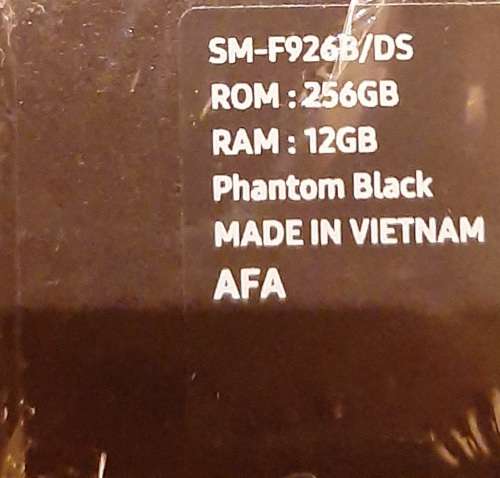 SM-F926B/DS
ROM : 256GB
RAM : 12GB
Phantom Black
MADE IN VIETNAM
AFA